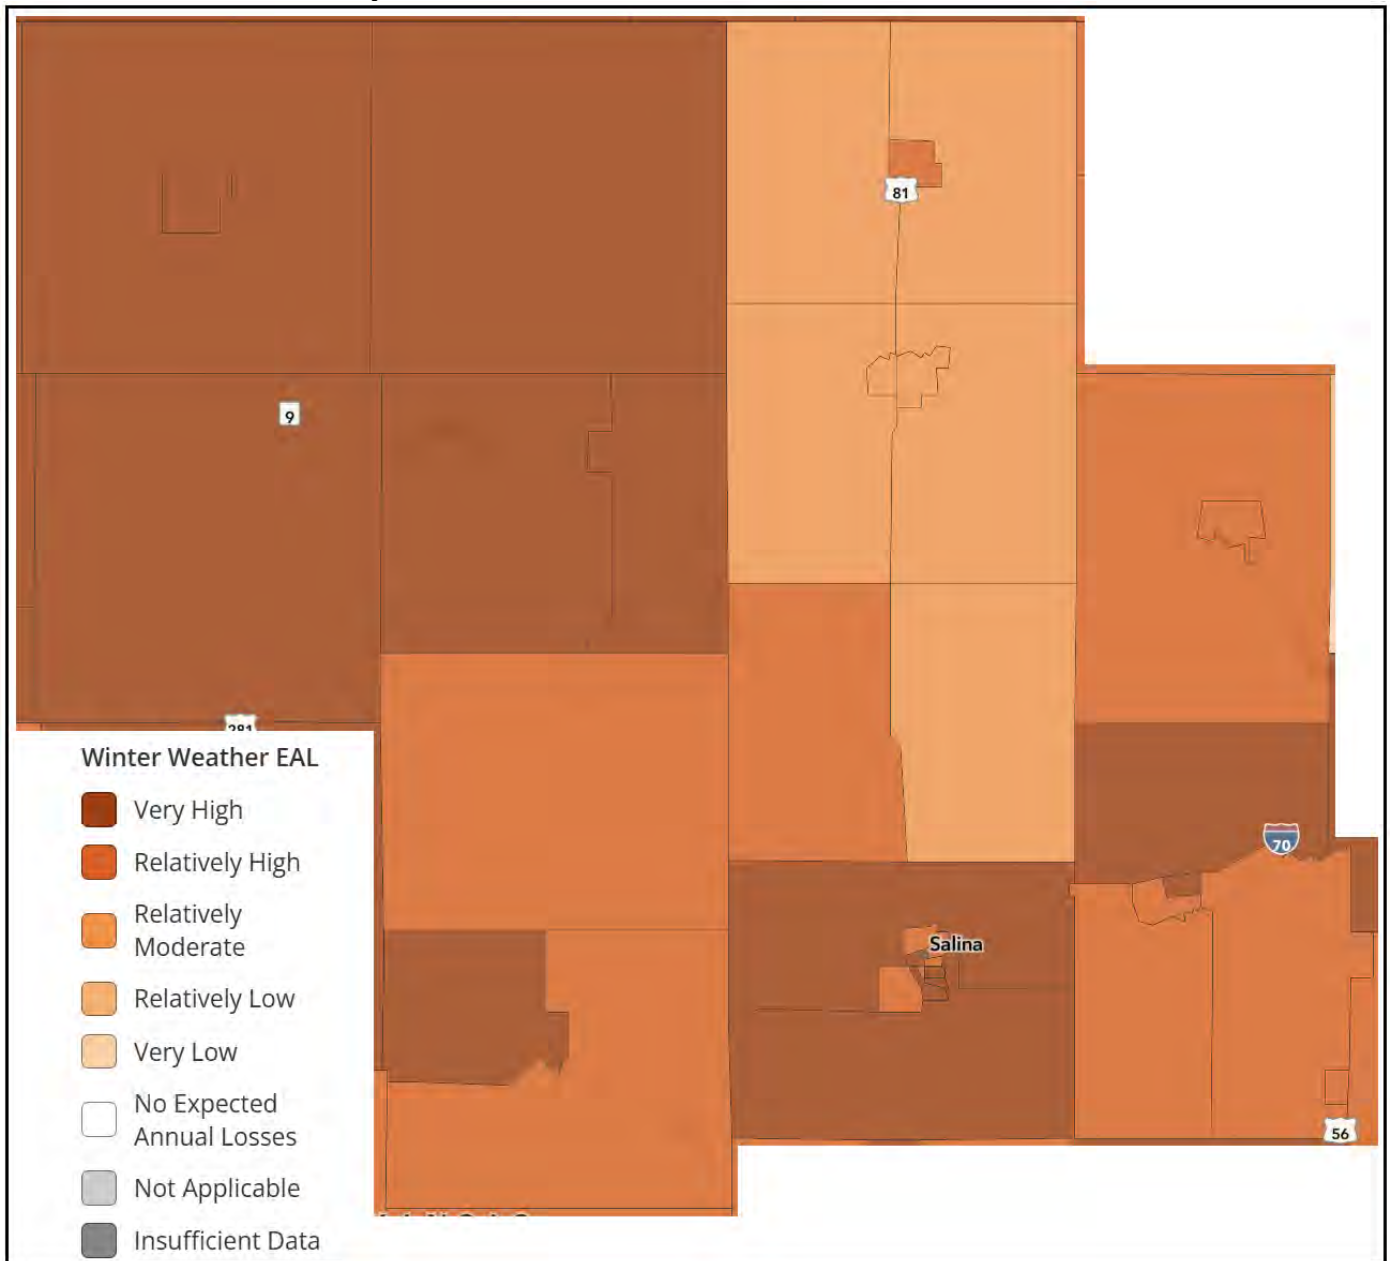 81
9
281
Winter Weather EAL
Very High
Relatively High
Relatively
Moderate
Relatively Low
Very Low
No Expected
Annual Losses
Not Applicable
Insufficient Data
70
Salina
56